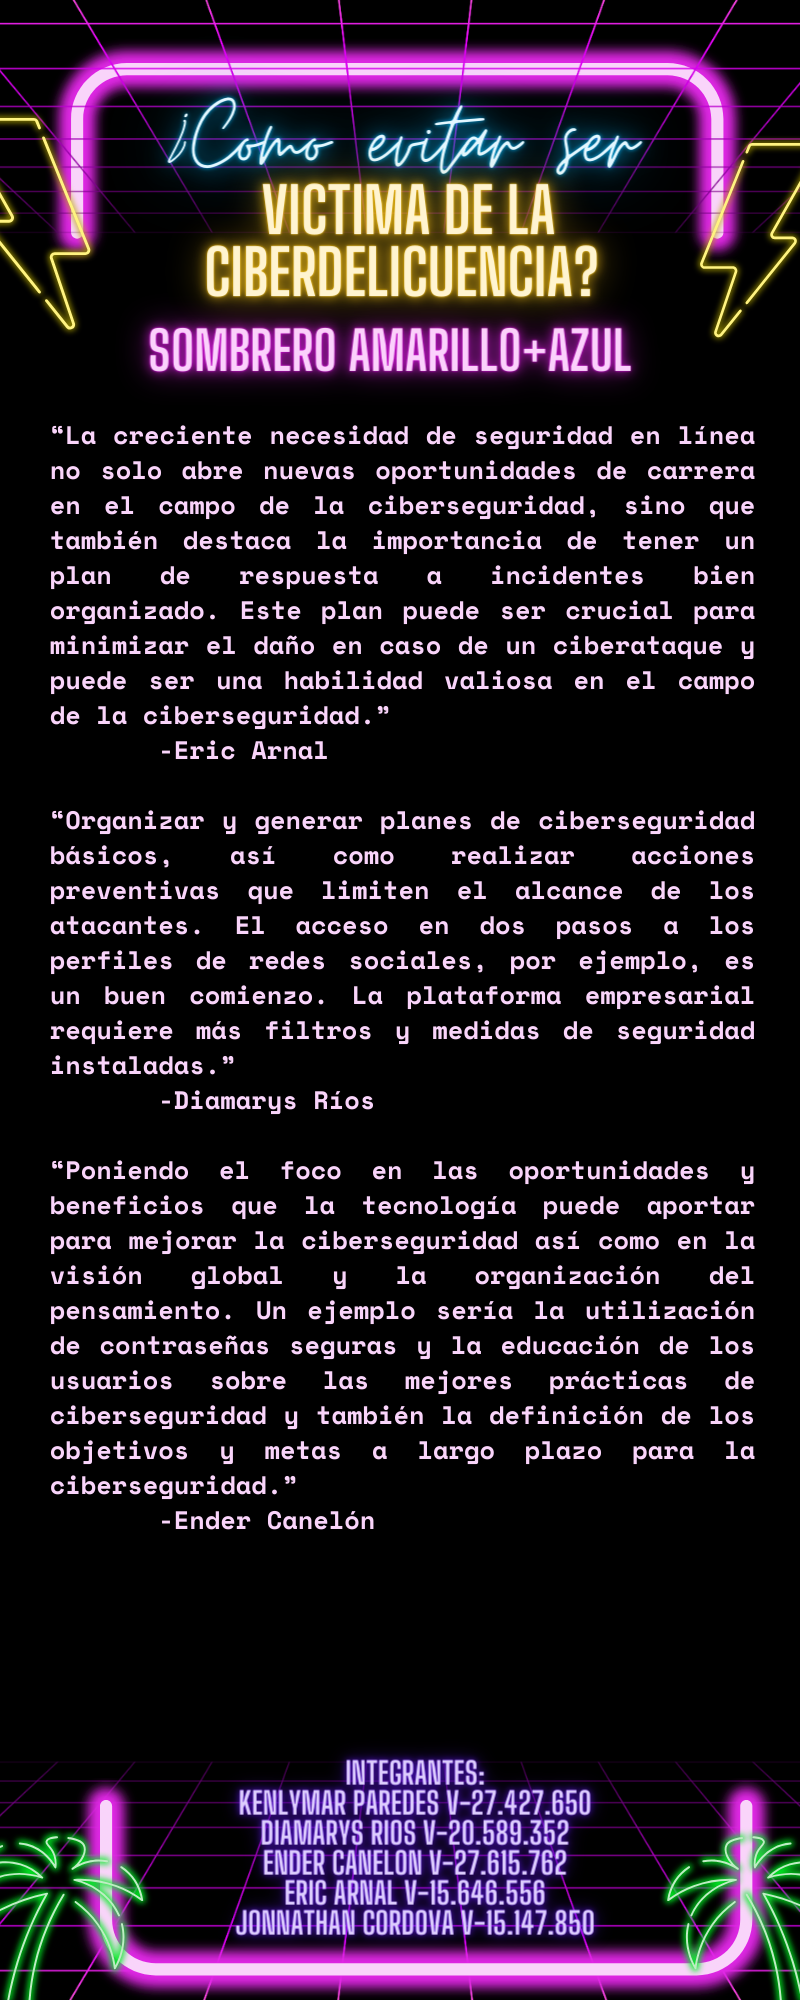 ¿Como evitar ser
VICTIMA DE LA
CIBERDELICUENCIA?
SOMBRERO AMARILLO+AZUL
“La creciente necesidad de seguridad en línea
no solo abre nuevas oportunidades de carrera
en el campo de la ciberseguridad, sino que
también destaca la importancia de tener un
plan de respuesta a incidentes bien
organizado. Este plan puede ser crucial para
minimizar el daño en caso de un ciberataque y
puede ser una habilidad valiosa en el campo
de la ciberseguridad.”
-Eric Arnal
“Organizar y generar planes de ciberseguridad
básicos, así como realizar acciones
preventivas que limiten el alcance de los
atacantes. El acceso en dos pasos a los
perfiles de redes sociales, por ejemplo, es
un buen comienzo. La plataforma empresarial
requiere más filtros y medidas de seguridad
instaladas.”
-Diamarys Ríos
“Poniendo el foco en las oportunidades y
beneficios que la tecnología puede aportar
para mejorar la ciberseguridad así como en la
visión global y la organización del
pensamiento. Un ejemplo sería la utilización
de contraseñas seguras y la educación de los
usuarios sobre las mejores prácticas de
ciberseguridad y también la definición de los
objetivos y metas a largo plazo para la
ciberseguridad.”
-Ender Canelón
INTEGRANTES:
KENLYMAR PAREDES V-27.427.650
DIAMARYS RIOS V-20.589.352
ENDER CANELON V-27.615.762
ERIC ARNAL V-15.646.556
JONNATHAN CORDOVA V-15.147.850